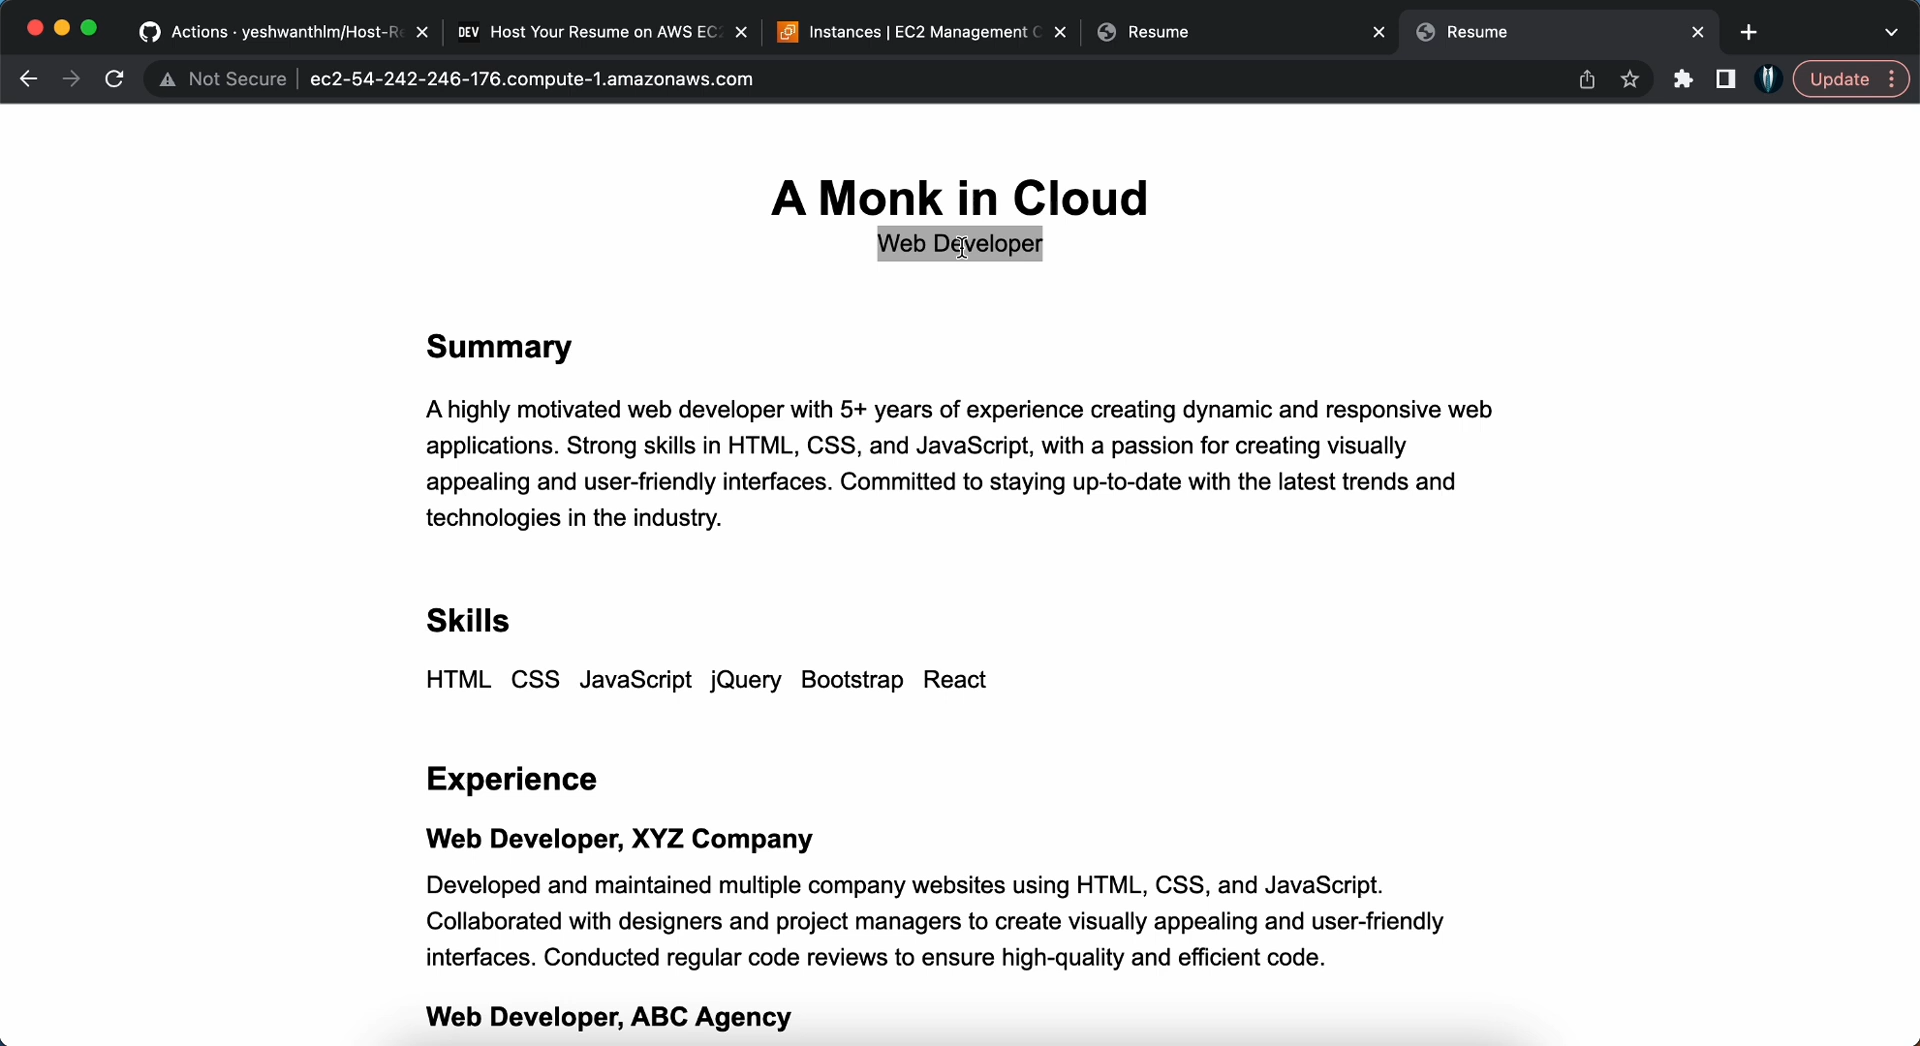 Actions · yeshwanthlm/Host-Re
DEV Host Your Resume on AWS EC2
Instances | EC2 Management C
Resume
Resume
Not Secure
ec2-54-242-246-176.compute-1.amazonaws.com
Update
A Monk in Cloud
Web Developer
Summary
A highly motivated web developer with 5+ years of experience creating dynamic and responsive web
applications. Strong skills in HTML, CSS, and JavaScript, with a passion for creating visually
appealing and user-friendly interfaces. Committed to staying up-to-date with the latest trends and
technologies in the industry.
Skills
HTML CSS JavaScript jQuery Bootstrap React
Experience
Web Developer, XYZ Company
Developed and maintained multiple company websites using HTML, CSS, and JavaScript.
Collaborated with designers and project managers to create visually appealing and user-friendly
interfaces. Conducted regular code reviews to ensure high-quality and efficient code.
Web Developer, ABC Agency